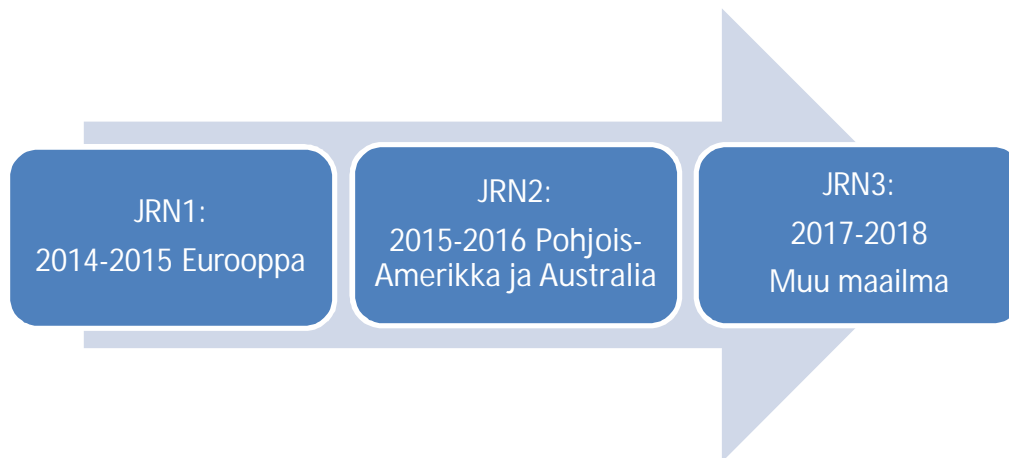 JRN1:
2014-2015 Eurooppa
JRN2:
2015-2016 Pohjois-
Amerikka ja Australia
JRN3:
2017-2018
Muu maailma